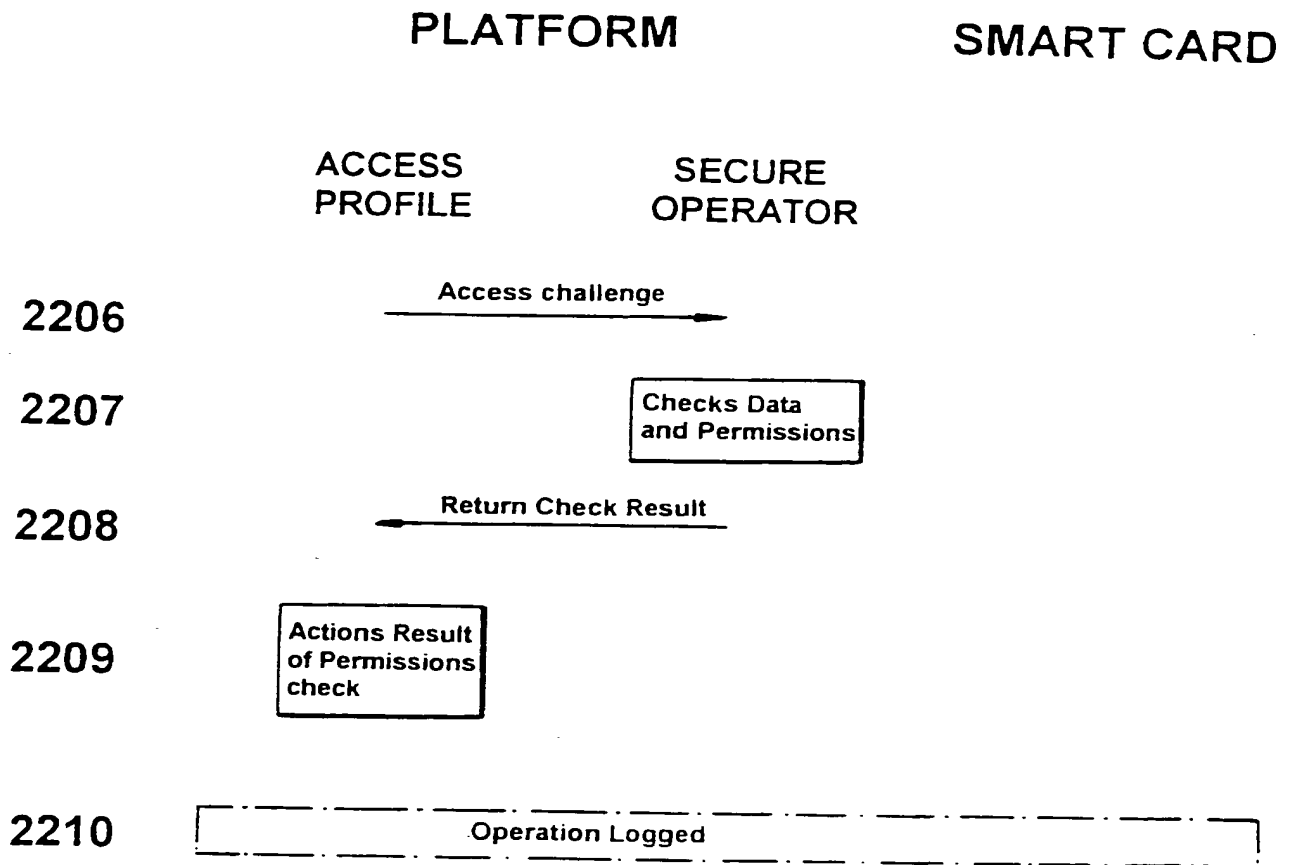 PLATFORM SMART CARD
ACCESS
PROFILE
SECURE
OPERATOR
2206 Access challenge
2207
Checks Data
and Permissions
2208 Return Check Result
2209
Actions Result
of Permissions
check
2210 Operation Logged